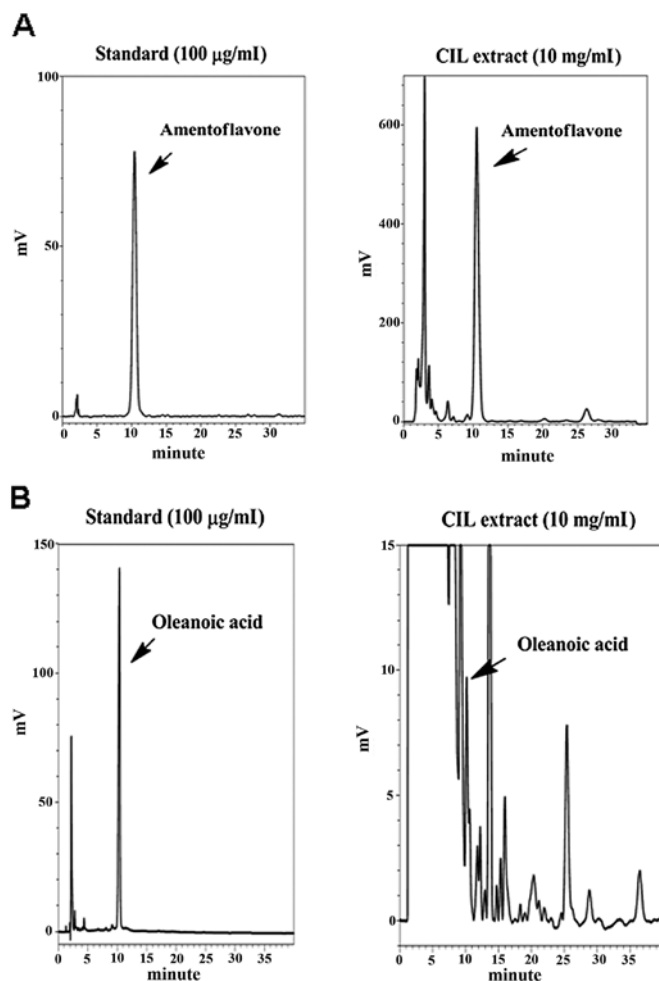 A
Standard (100 μg/ml)
CIL extract (10 mg/ml)
100
50
0
mV
Amentoflavone
0 5 10 15 20 25 30
minute
600
400
200
0
mV
Amentoflavone
0 5 10 15 20 25 30
minute
B
Standard (100 μg/ml)
CIL extract (10 mg/ml)
150
100
50
0
mV
Oleanoic acid
0 5 10 15 20 25 30 35
minute
15
10
5
0
mV
Oleanoic acid
0 5 10 15 20 25 30 35
minute